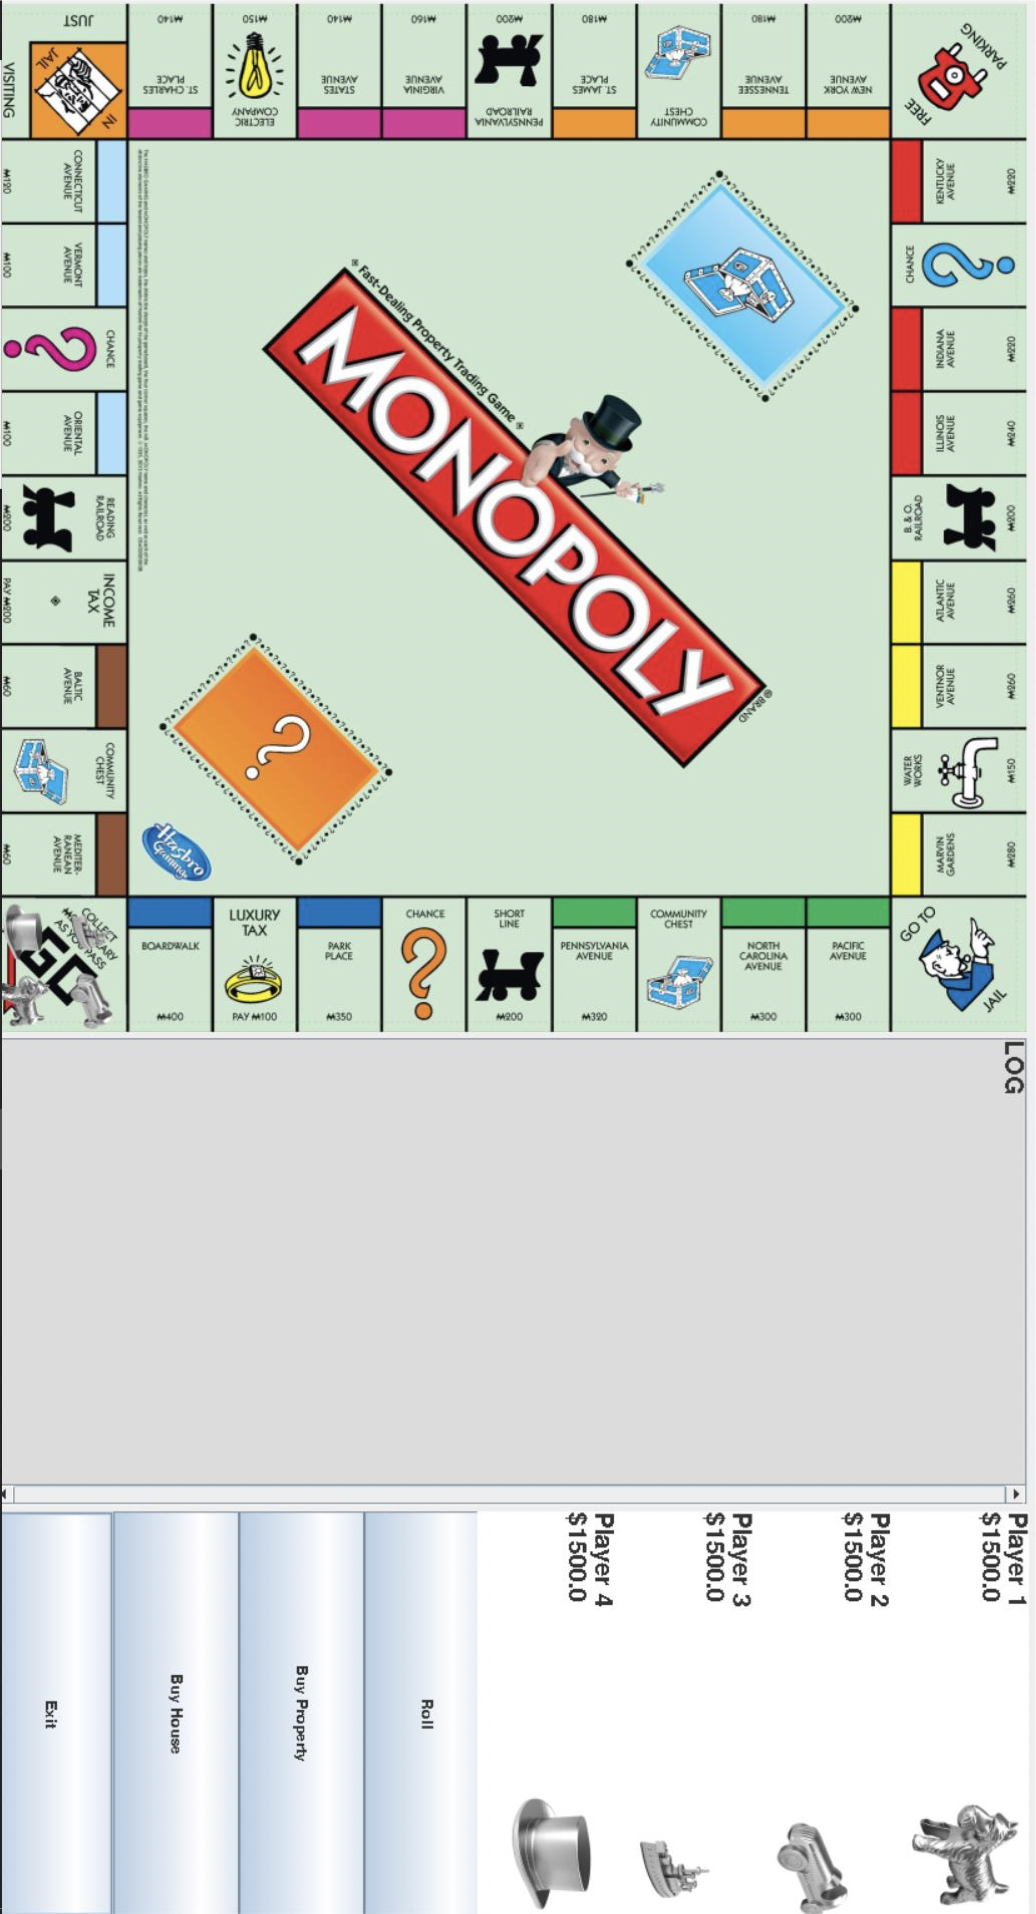 FREE
PARKING
KENTUCKY
AVENUE
M220
CHANCE
INDIANA
AVENUE
M220
ILLINOIS
AVENUE
M240
B. & O.
RAILROAD
M200
ATLANTIC
AVENUE
M260
VENTNOR
AVENUE
M260
WATER
WORKS
M150
MARVIN
GARDENS
M280
GO TO
JAIL
NEW YORK
AVENUE
M200
TENNESSEE
AVENUE
M180
COMMUNITY
CHEST
ST. JAMES
PLACE
M180
PENNSYLVANIA
RAILROAD
M200
VIRGINIA
AVENUE
M160
STATES
AVENUE
M140
ELECTRIC
COMPANY
M150
ST. CHARLES
PLACE
M140
Fast-Dealing Property Trading Game
MONOPOLY
® BRAND
Hasbro
Gaming
PACIFIC
AVENUE
M300
NORTH
CAROLINA
AVENUE
M300
COMMUNITY
CHEST
PENNSYLVANIA
AVENUE
M320
SHORT
LINE
M200
CHANCE
PARK
PLACE
M350
LUXURY
TAX
PAY M100
BOARDWALK
M400
IN
JAIL
JUST
VISITING
CONNECTICUT
AVENUE
M120
VERMONT
AVENUE
M100
CHANCE
ORIENTAL
AVENUE
M100
READING
RAILROAD
M200
INCOME
TAX
PAY M200
BALTIC
AVENUE
M60
COMMUNITY
CHEST
MEDITER-
RANEAN
AVENUE
M60
COLLECT
AS YOU PASS
GO
LOG
Player 1
$1500.0
Player 2
$1500.0
Player 3
$1500.0
Player 4
$1500.0
Roll
Buy Property
Buy House
Exit